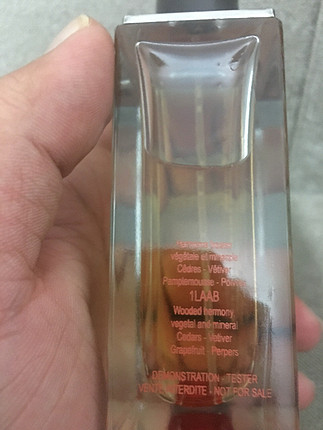 végétale et minérale
Cèdres - Vétiver
Pamplemousse - Poivres
1LAAB
Wooded harmony
vegetal and mineral
Cedars - Vetiver
Grapefruit - Peppers
DEMONSTRATION - TESTER
VENTE INTERDITE - NOT FOR SALE